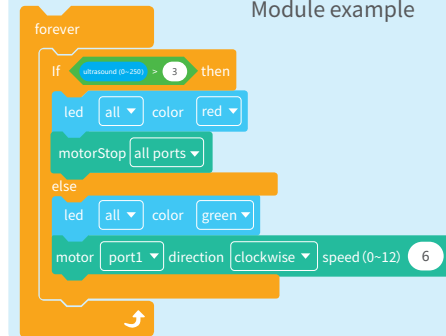 Module example
forever
If ultrasound (0~250) > 3 then
led all color red
motorStop all ports
else
led all color green
motor port1 direction clockwise speed (0~12) 6